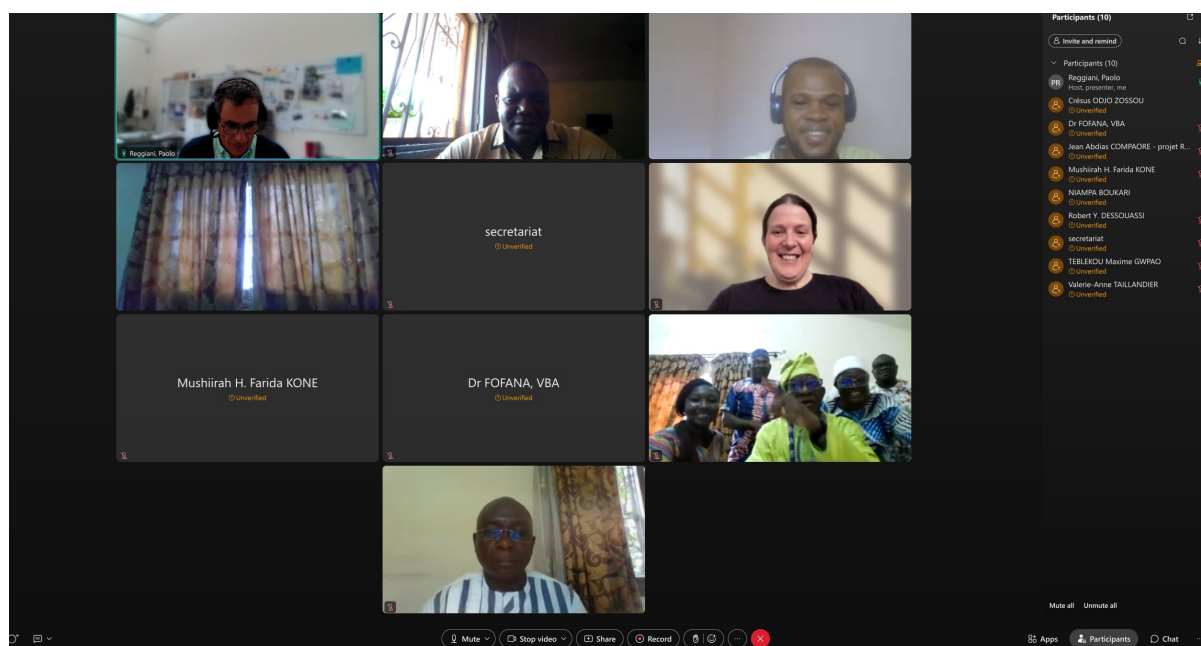 Reggiani, Paolo
secretariat
Unverified
Mushiirah H. Farida KONE
Unverified
Dr FOFANA, VBA
Unverified
Participants (10)
Invite and remind
Participants (10)
PR
Reggiani, Paolo
Host, presenter, me
Crésus ODJO ZOSSOU
Unverified
Dr FOFANA, VBA
Unverified
Jean Abdias COMPAORE - projet R...
Unverified
Mushiirah H. Farida KONE
Unverified
NIAMPA BOUKARI
Unverified
Robert Y. DESSOUASSI
Unverified
secretariat
Unverified
TEBLEKOU Maxime GWPAO
Unverified
Valerie-Anne TAILLANDIER
Unverified
Mute all Unmute all
Mute Stop video Share Record Apps Participants Chat